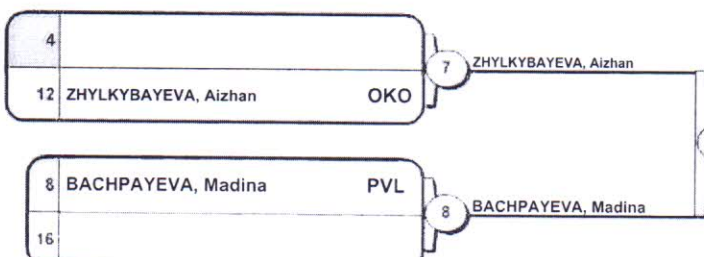 4
7 ZHYLKYBAYEVA, Aizhan
12 ZHYLKYBAYEVA, Aizhan OKO
8 BACHPAYEVA, Madina PVL
8 BACHPAYEVA, Madina
16